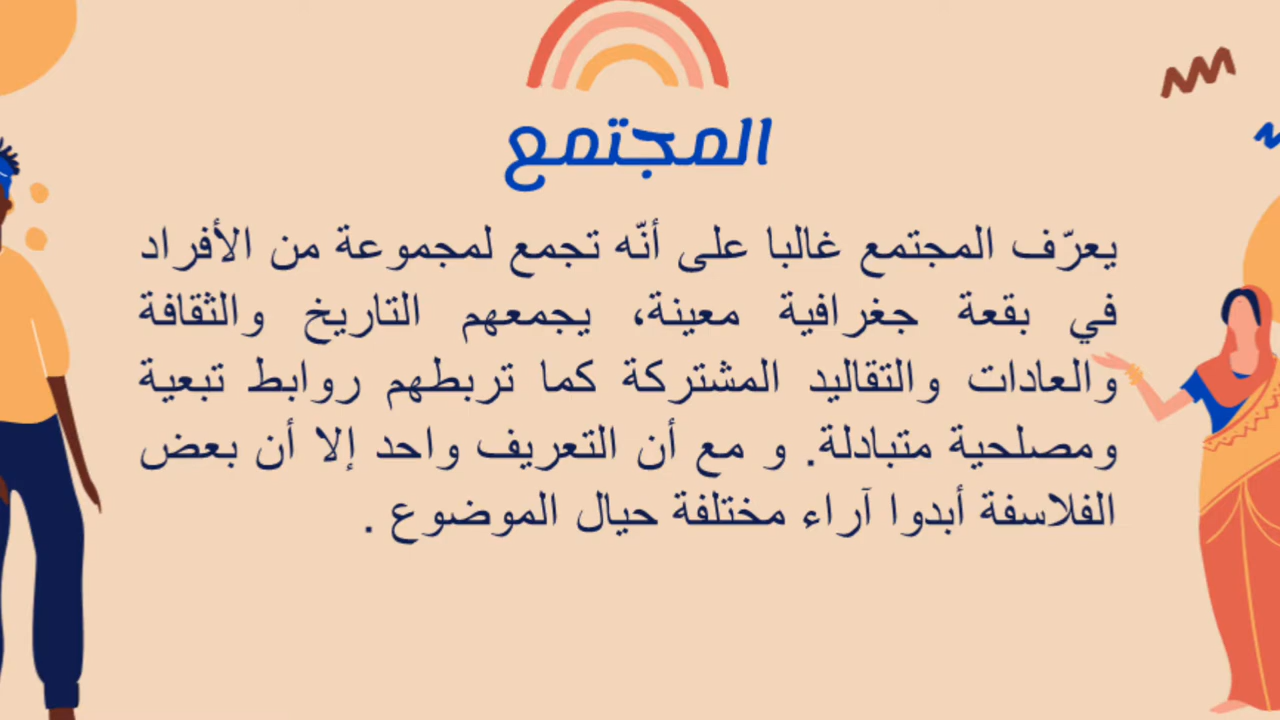 المجتمع
يعرّف المجتمع غالبا على أنّه تجمع لمجموعة من الأفراد
في بقعة جغرافية معينة، يجمعهم التاريخ والثقافة
والعادات والتقاليد المشتركة كما تربطهم روابط تبعية
ومصلحية متبادلة. و مع أن التعريف واحد إلا أن بعض
الفلاسفة أبدوا آراء مختلفة حيال الموضوع .